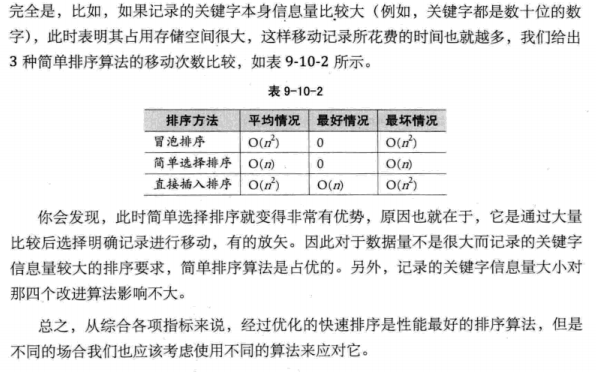 完全是，比如，如果记录的关键字本身信息量比较大（例如，关键字都是数十位的数
字），此时表明其占用存储空间很大，这样移动记录所花费的时间也就越多，我们给出
3 种简单排序算法的移动次数比较，如表 9-10-2 所示。
表 9-10-2
排序方法 平均情况 最好情况 最坏情况
冒泡排序 O(n²) 0 O(n²)
简单选择排序 O(n) 0 O(n)
直接插入排序 O(n²) O(n) O(n²)
你会发现，此时简单选择排序就变得非常有优势，原因也就在于，它是通过大量
比较后选择明确记录进行移动，有的放矢。因此对于数据量不是很大而记录的关键字
信息量较大的排序要求，简单排序算法是占优的。另外，记录的关键字信息量大小对
那四个改进算法影响不大。
总之，从综合各项指标来说，经过优化的快速排序是性能最好的排序算法，但是
不同的场合我们也应该考虑使用不同的算法来应对它。